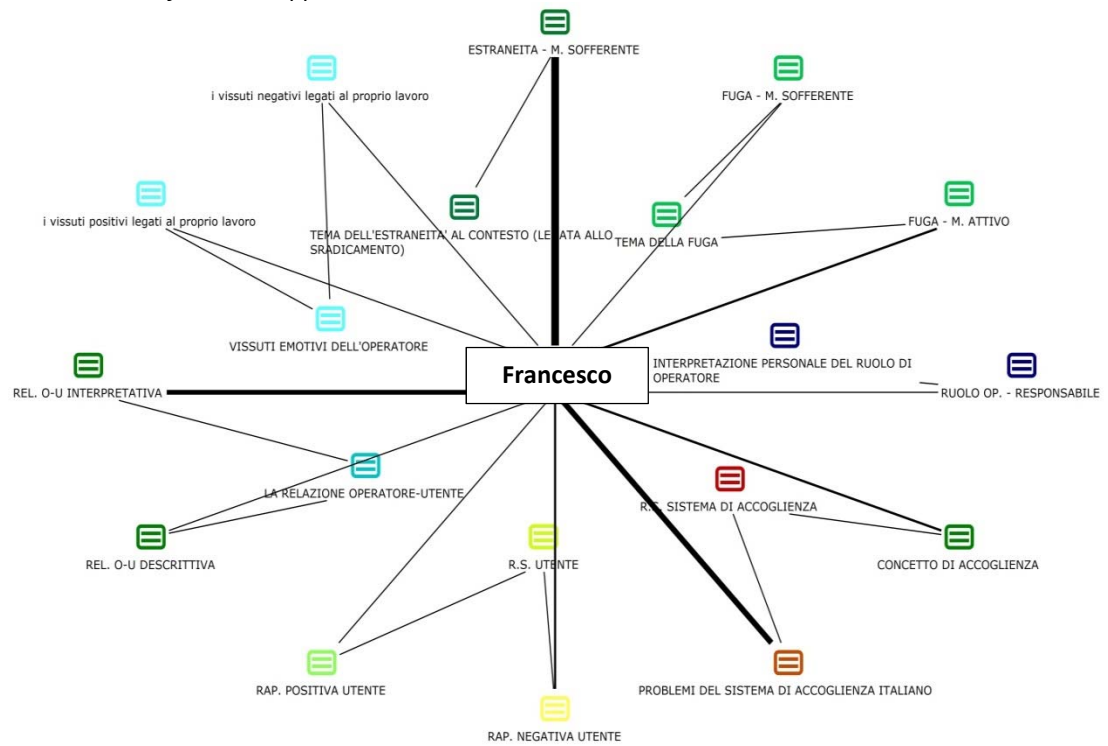 ESTRANEITA - M. SOFFERENTE
i vissuti negativi legati al proprio lavoro
FUGA - M. SOFFERENTE
i vissuti positivi legati al proprio lavoro
TEMA DELL'ESTRANEITA' AL CONTESTO (LEGATA ALLO
SRADICAMENTO)
TEMA DELLA FUGA
FUGA - M. ATTIVO
VISSUTI EMOTIVI DELL'OPERATORE
Francesco
INTERPRETAZIONE PERSONALE DEL RUOLO DI
OPERATORE
REL. O-U INTERPRETATIVA
RUOLO OP. - RESPONSABILE
LA RELAZIONE OPERATORE-UTENTE
R.S. SISTEMA DI ACCOGLIENZA
REL. O-U DESCRITTIVA
R.S. UTENTE
CONCETTO DI ACCOGLIENZA
RAP. POSITIVA UTENTE
PROBLEMI DEL SISTEMA DI ACCOGLIENZA ITALIANO
RAP. NEGATIVA UTENTE